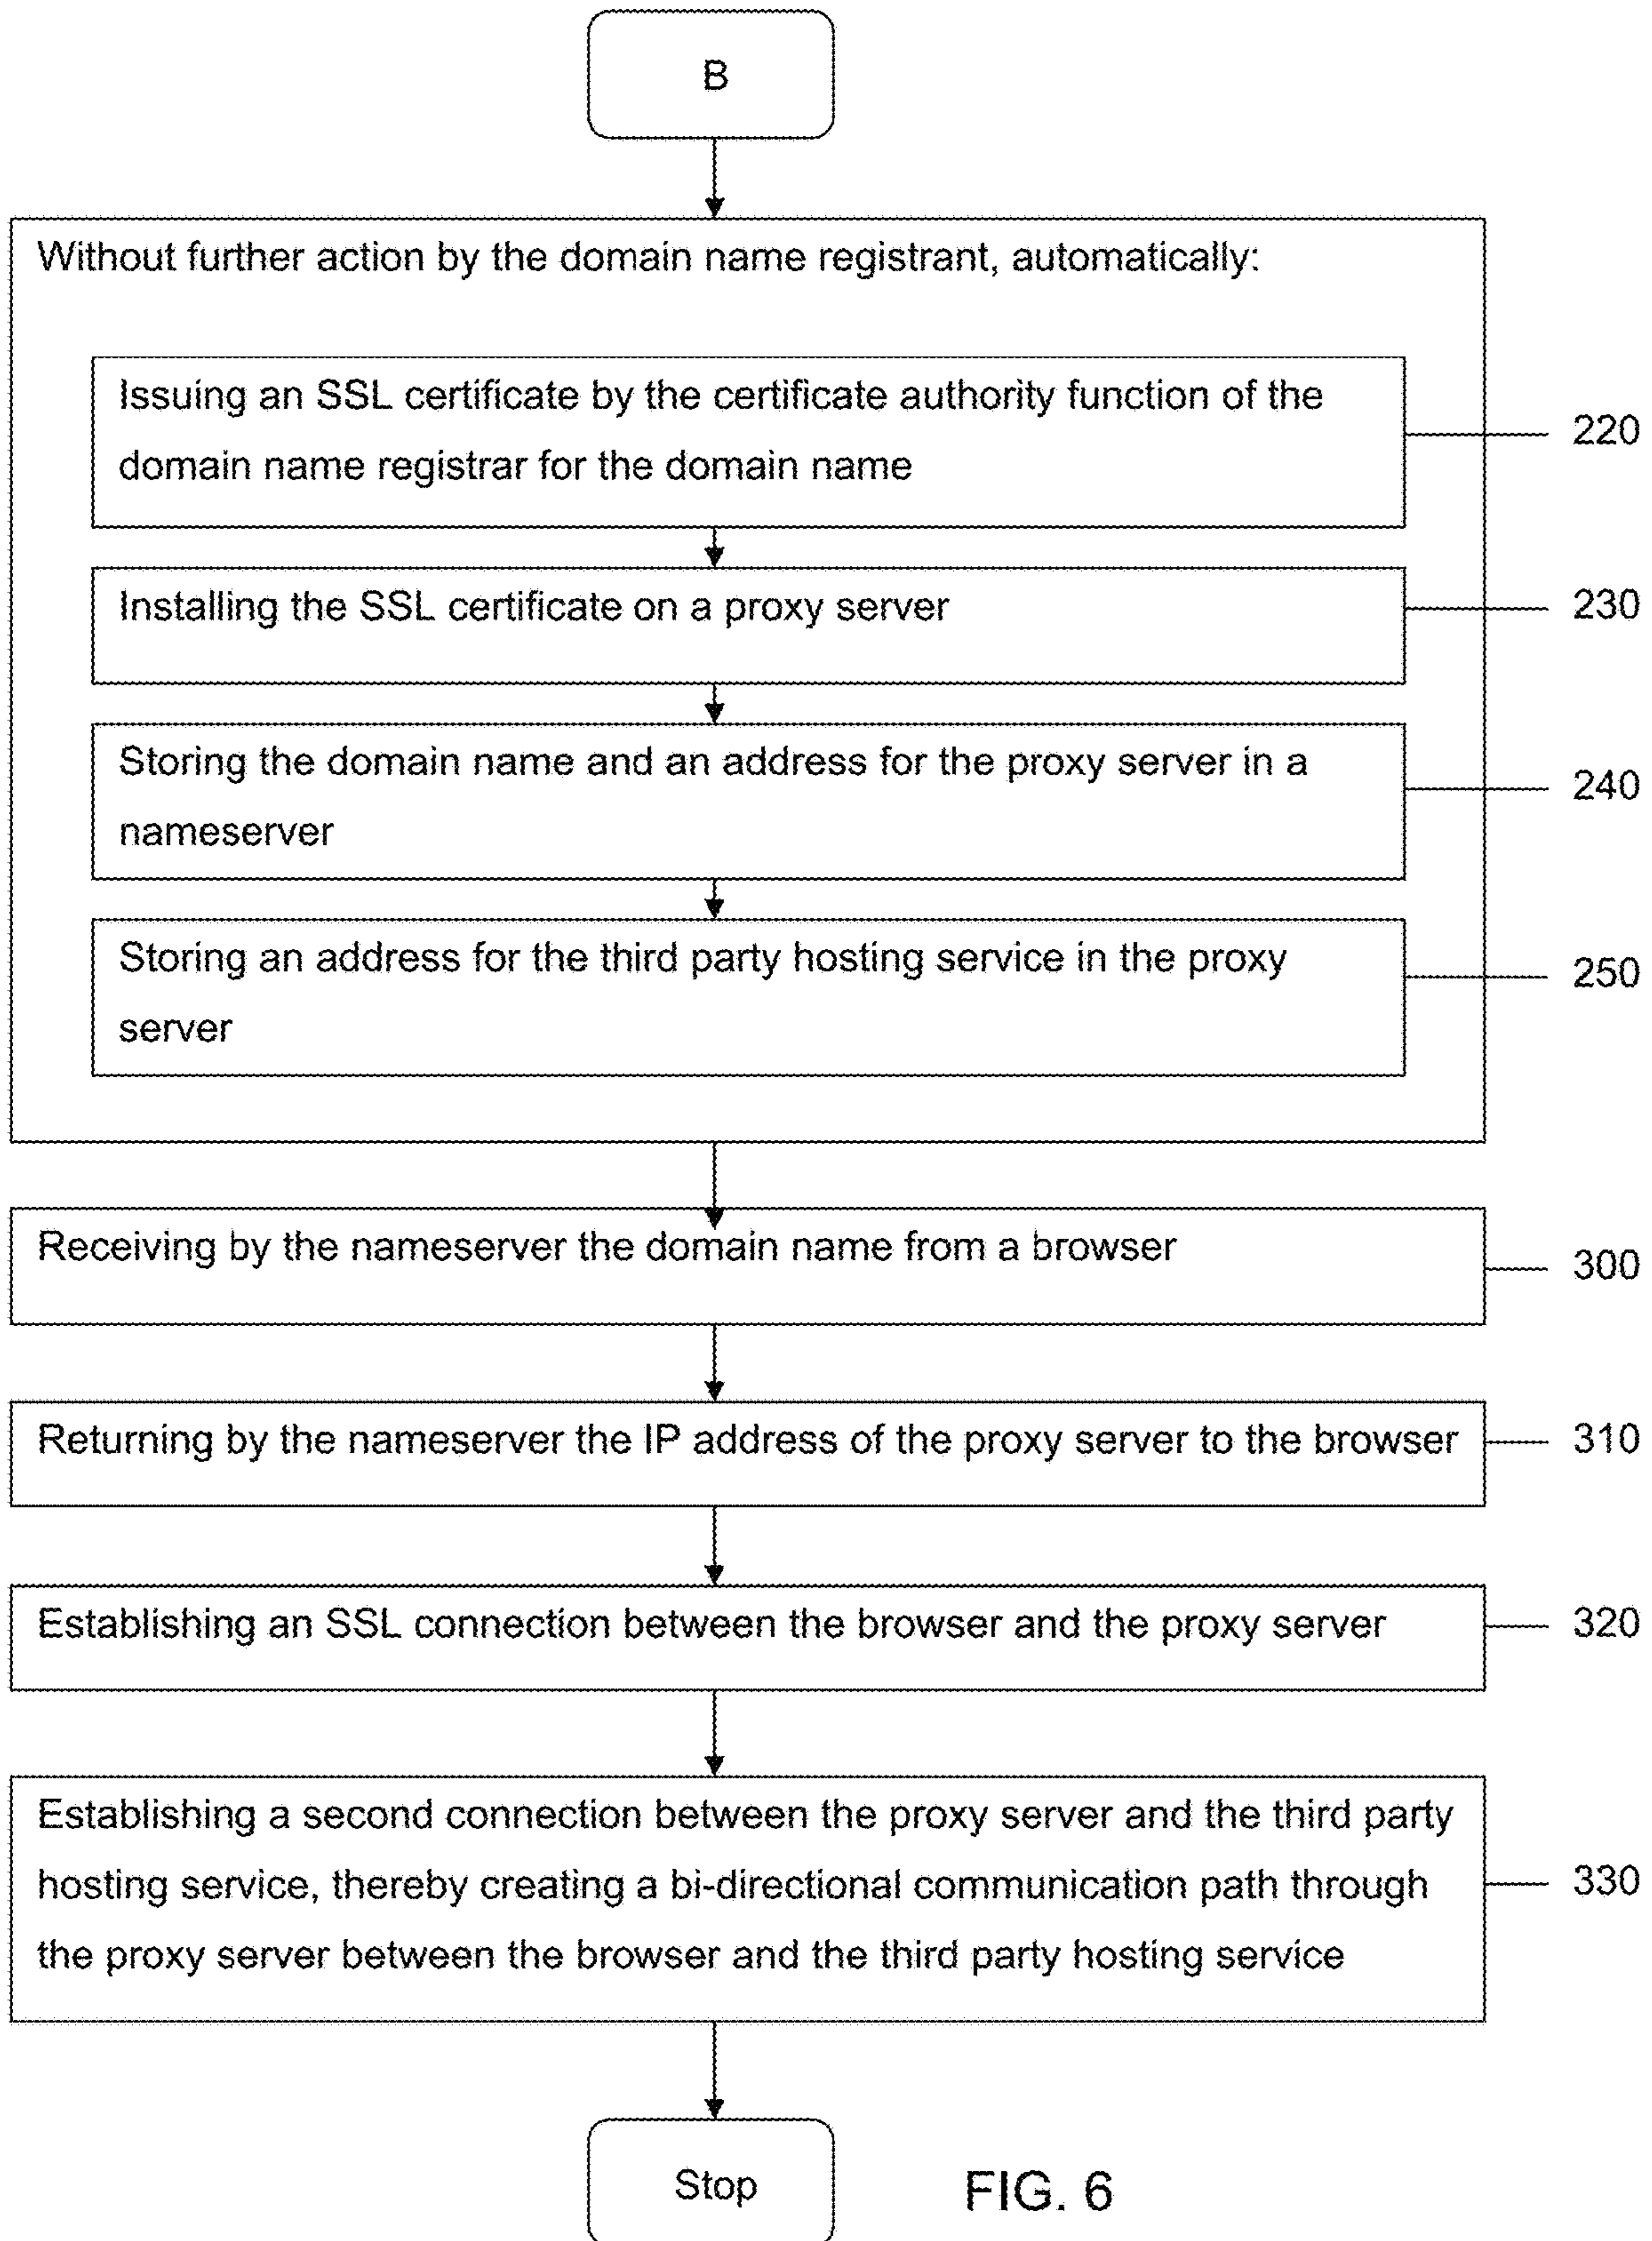 B
Without further action by the domain name registrant, automatically:
Issuing an SSL certificate by the certificate authority function of the
domain name registrar for the domain name
220
Installing the SSL certificate on a proxy server
230
Storing the domain name and an address for the proxy server in a
nameserver
240
Storing an address for the third party hosting service in the proxy
server
250
Receiving by the nameserver the domain name from a browser
300
Returning by the nameserver the IP address of the proxy server to the browser
310
Establishing an SSL connection between the browser and the proxy server
320
Establishing a second connection between the proxy server and the third party
hosting service, thereby creating a bi-directional communication path through
the proxy server between the browser and the third party hosting service
330
Stop
FIG. 6